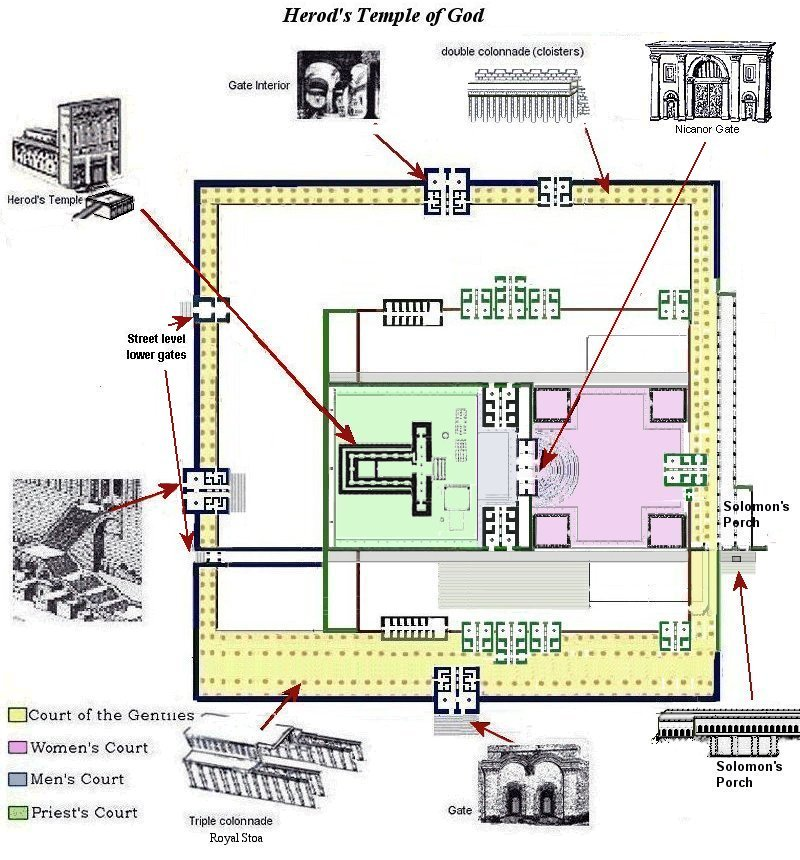 Herod's Temple of God
double colonnade (cloisters)
Gate Interior
Nicanor Gate
Herod's Temple
Street level
lower gates
Solomon's
Porch
Court of the Gentiles
Women's Court
Men's Court
Priest's Court
Triple colonnade
Royal Stoa
Gate
Solomon's
Porch